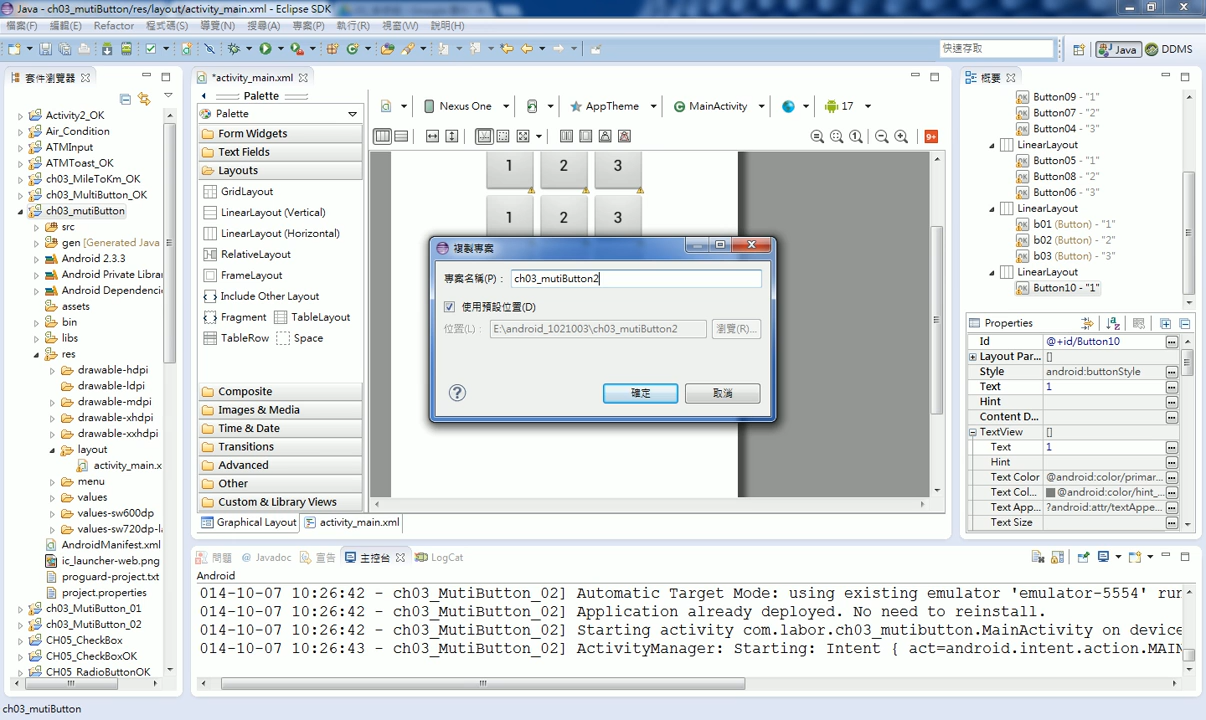 Java - ch03_mutiButton/res/layout/activity_main.xml - Eclipse SDK
檔案(F) 編輯(E) Refactor 程式碼(S) 導覽(N) 搜尋(A) 專案(P) 執行(R) 視窗(W) 說明(H)
快速存取
Java
DDMS
套件瀏覽器
Activity2_OK
Air_Condition
ATMInput
ATMToast_OK
ch03_MileToKm_OK
ch03_MultiButton_OK
ch03_mutiButton
src
gen [Generated Java
Android 2.3.3
Android Private Librar
Android Dependenci
assets
bin
libs
res
drawable-hdpi
drawable-ldpi
drawable-mdpi
drawable-xhdpi
drawable-xxhdpi
layout
activity_main.x
menu
values
values-sw600dp
values-sw720dp-la
AndroidManifest.xml
ic_launcher-web.png
proguard-project.txt
project.properties
ch03_MutiButton_01
ch03_MutiButton_02
CH05_CheckBox
CH05_CheckBoxOK
CH05_RadioButtonOK
*activity_main.xml
Palette
Palette
Form Widgets
Text Fields
Layouts
GridLayout
LinearLayout (Vertical)
LinearLayout (Horizontal)
RelativeLayout
FrameLayout
Include Other Layout
Fragment TableLayout
TableRow Space
Composite
Images & Media
Time & Date
Transitions
Advanced
Other
Custom & Library Views
Graphical Layout activity_main.xml
Nexus One AppTheme MainActivity 17
9+
1 2 3
1 2 3
複製專案
專案名稱(P)： ch03_mutiButton2
使用預設位置(D)
位置(L)： E:\android_1021003\ch03_mutiButton2 瀏覽(R)...
確定 取消
概要
Button09 - "1"
Button07 - "2"
Button04 - "3"
LinearLayout
Button05 - "1"
Button08 - "2"
Button06 - "3"
LinearLayout
b01 (Button) - "1"
b02 (Button) - "2"
b03 (Button) - "3"
LinearLayout
Button10 - "1"
Properties
Id @+id/Button10
Layout Par... []
Style android:buttonStyle
Text 1
Hint
Content D...
TextView []
Text 1
Hint
Text Color @android:color/primar...
Text Col... @android:color/hint_...
Text App... ?android:attr/textAppe...
Text Size
問題 Javadoc 宣告 主控台 LogCat
Android
014-10-07 10:26:42 - ch03_MutiButton_02] Automatic Target Mode: using existing emulator 'emulator-5554' run
014-10-07 10:26:42 - ch03_MutiButton_02] Application already deployed. No need to reinstall.
014-10-07 10:26:42 - ch03_MutiButton_02] Starting activity com.labor.ch03_mutibutton.MainActivity on device
014-10-07 10:26:43 - ch03_MutiButton_02] ActivityManager: Starting: Intent { act=android.intent.action.MAIN
ch03_mutiButton